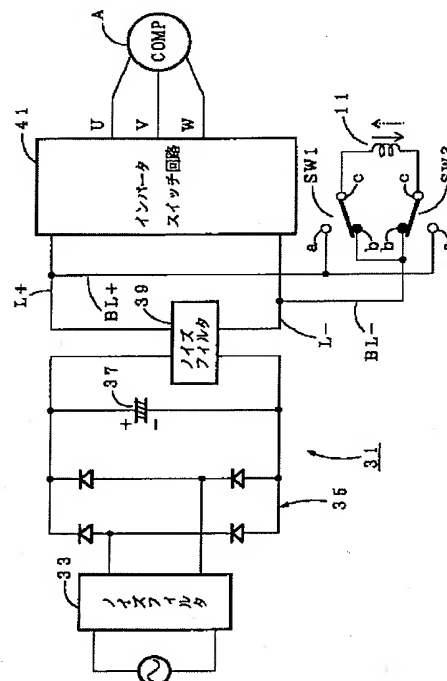 33
ノイズフィルタ
35
31
37
+
-
39
ノイズ
フィルタ
L+
BL+
L-
BL-
41
インバータ
スイッチ回路
U
V
W
A
COMP
SW1
a
b
c
11
i
b
c
a